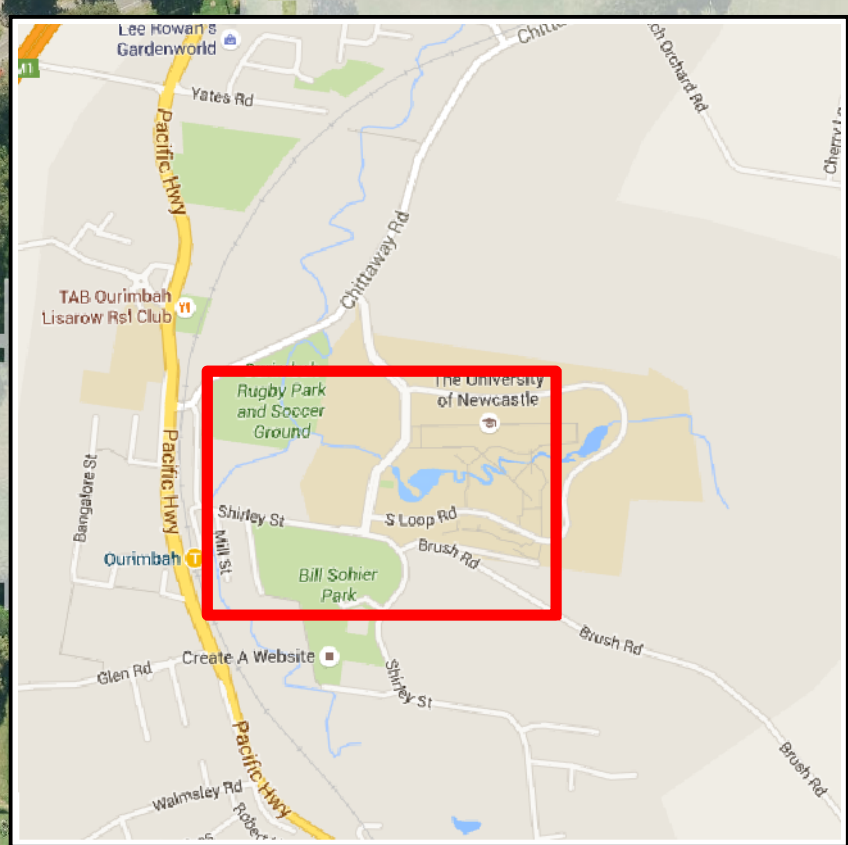 Lee Rowan's
Gardenworld
M1
Yates Rd
Pacific Hwy
Chittaway Rd
Orchard Rd
TAB Ourimbah
Lisarow Rsl Club
Rugby Park
and Soccer
Ground
The University
of Newcastle
Bangalore St
Pacific Hwy
Shirley St
S Loop Rd
Mill St
Brush Rd
Ourimbah T
Bill Sohier
Park
Brush Rd
Create A Website
Glen Rd
Shirley St
Pacific Hwy
Brush Rd
Walmsley Rd